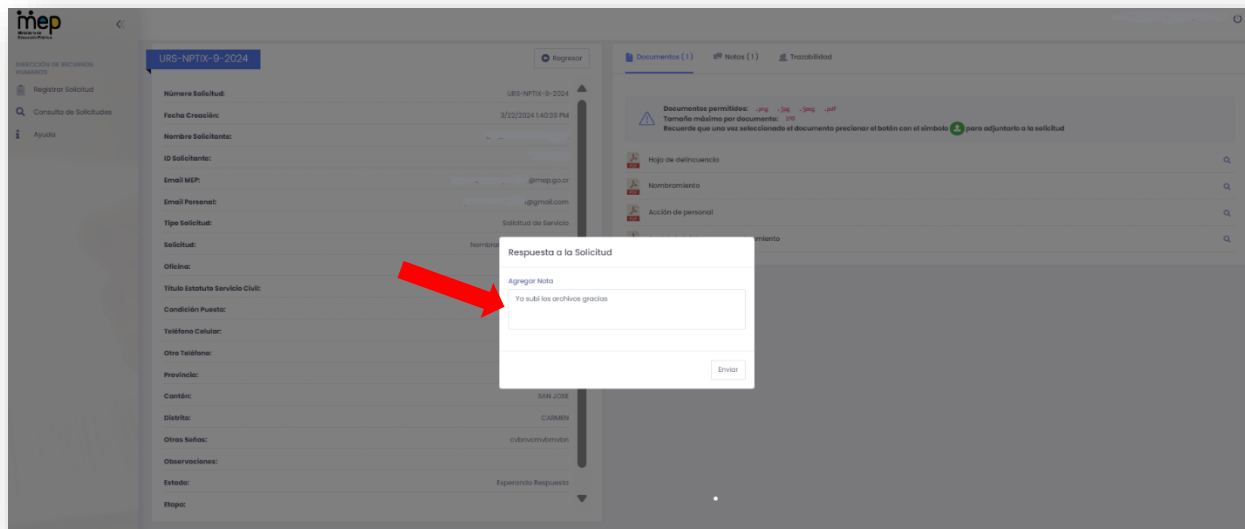 mep
Ministerio de
Educación Pública
DIRECCIÓN DE RECURSOS
HUMANOS
Registrar Solicitud
Consulta de Solicitudes
Ayuda
URS-NPTIX-9-2024
Regresar
Número Solicitud: URS-NPTIX-9-2024
Fecha Creación: 3/22/2024 1:40:39 PM
Nombre Solicitante:
ID Solicitante:
Email MEP: @mep.go.cr
Email Personal: @gmail.com
Tipo Solicitud: Solicitud de Servicio
Solicitud:
Oficina:
Título Estatuto Servicio Civil:
Condición Puesto:
Teléfono Celular:
Otro Teléfono:
Provincia:
Cantón: SAN JOSE
Distrito: CARMEN
Otras Señas:
Observaciones:
Estado: Esperando Respuesta
Etapa:
Documentos (1) Notas (1) Trazabilidad
Documentos permitidos: .png .jpg .jpeg .pdf
Tamaño máximo por documento:
Recuerde que una vez seleccionado el documento precionar el botón con el símbolo para adjuntarlo a la solicitud
Hoja de delincuencia
Nombramiento
Acción de personal
Respuesta a la Solicitud
Agregar Nota
Ya subi los archivos gracias
Enviar